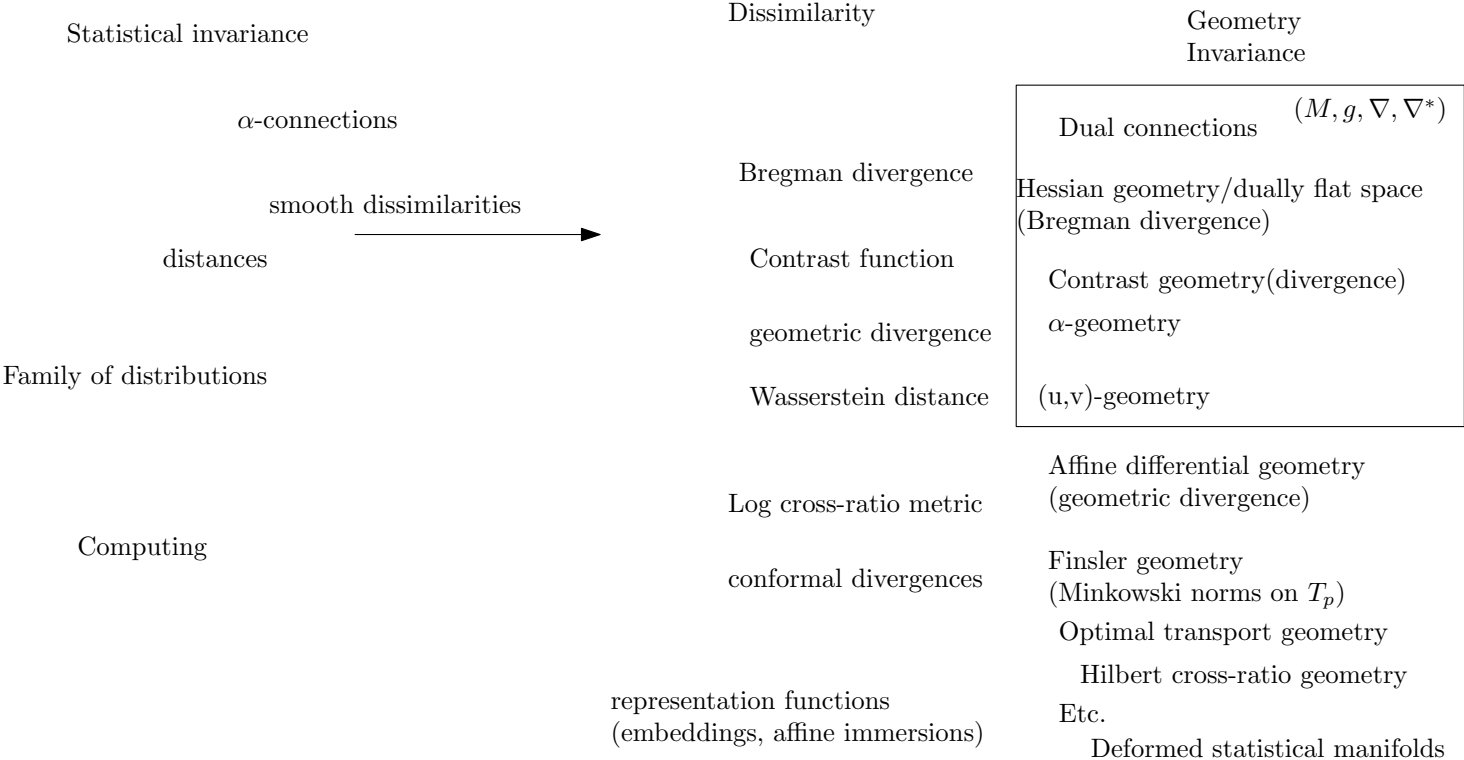 Statistical invariance
α-connections
smooth dissimilarities
distances
Family of distributions
Computing
Dissimilarity
Bregman divergence
Contrast function
geometric divergence
Wasserstein distance
Log cross-ratio metric
conformal divergences
representation functions
(embeddings, affine immersions)
Geometry
Invariance
(M, g, ∇, ∇*)
Dual connections
Hessian geometry/dually flat space
(Bregman divergence)
Contrast geometry(divergence)
α-geometry
(u,v)-geometry
Affine differential geometry
(geometric divergence)
Finsler geometry
(Minkowski norms on Tₚ)
Optimal transport geometry
Hilbert cross-ratio geometry
Etc.
Deformed statistical manifolds